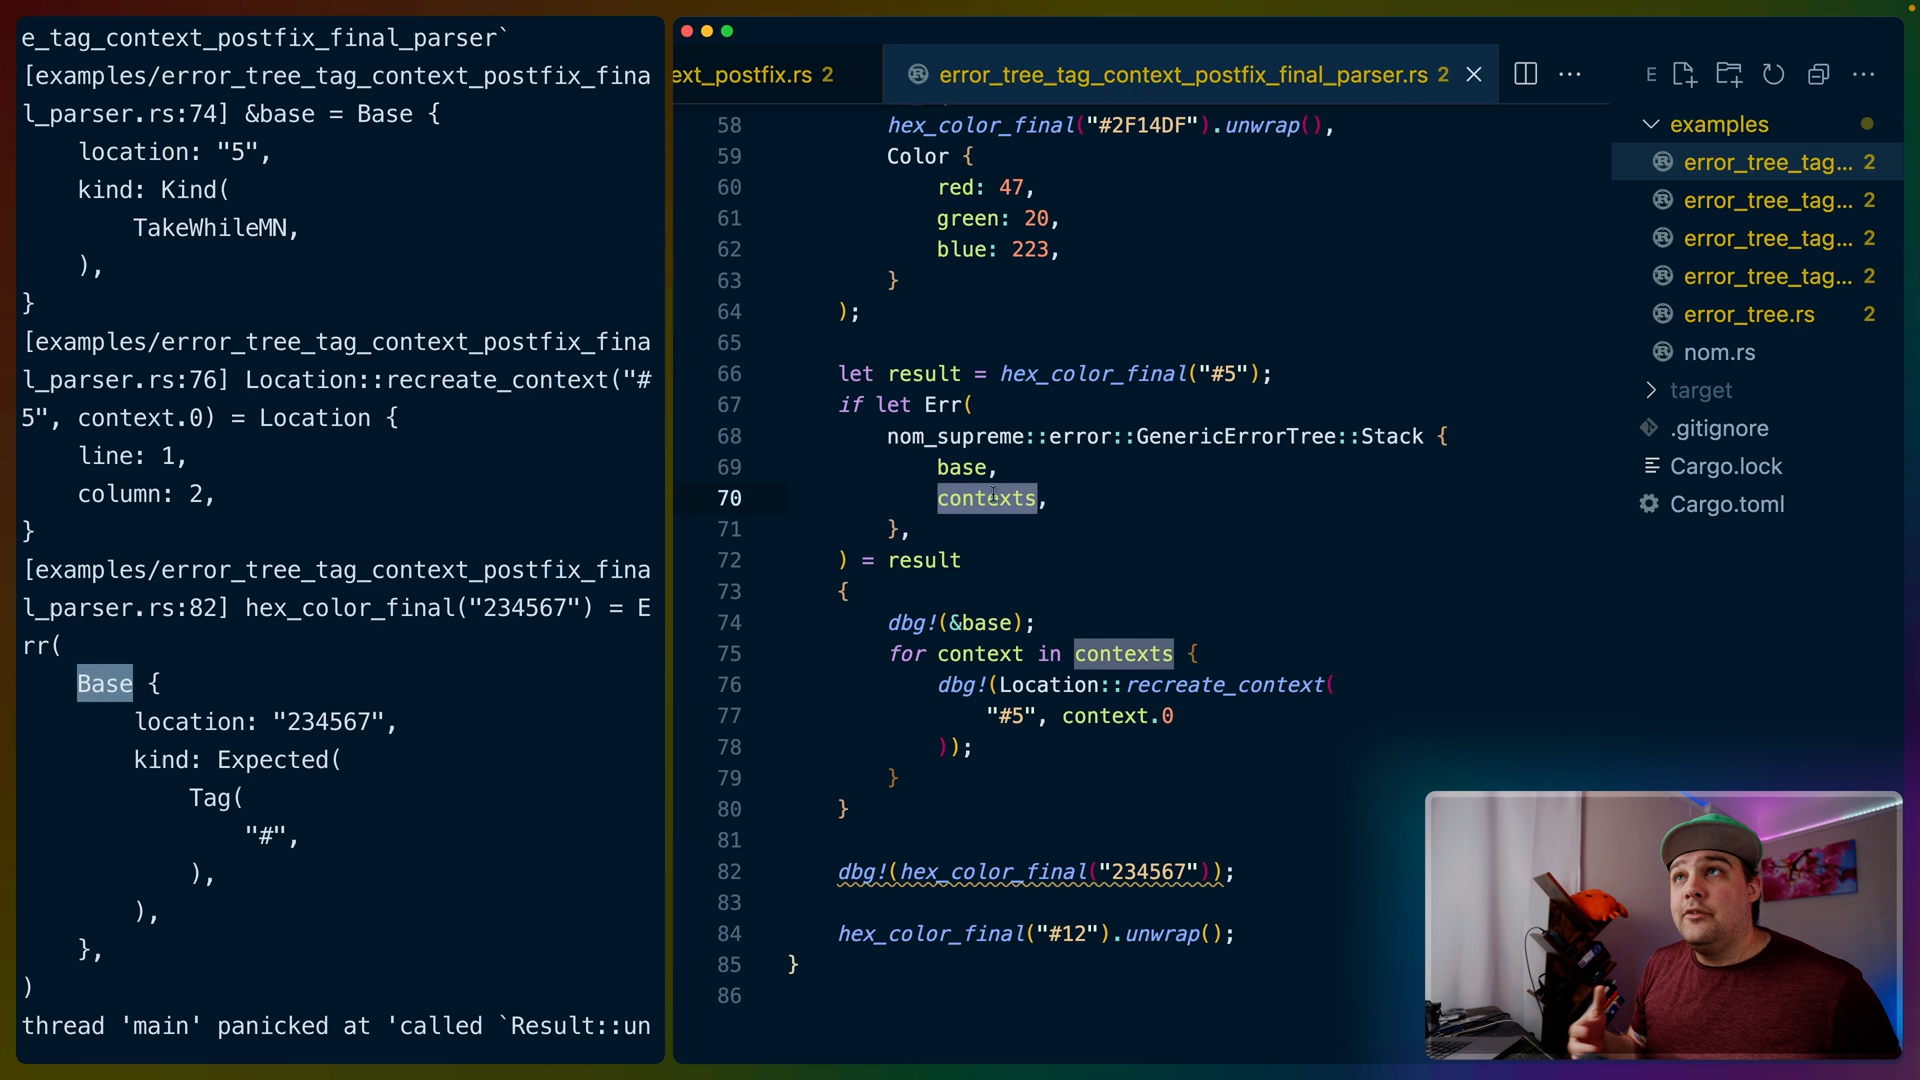 e_tag_context_postfix_final_parser`
[examples/error_tree_tag_context_postfix_fina
l_parser.rs:74] &base = Base {
    location: "5",
    kind: Kind(
        TakeWhileMN,
    ),
}
[examples/error_tree_tag_context_postfix_fina
l_parser.rs:76] Location::recreate_context("#
5", context.0) = Location {
    line: 1,
    column: 2,
}
[examples/error_tree_tag_context_postfix_fina
l_parser.rs:82] hex_color_final("234567") = E
rr(
    Base {
        location: "234567",
        kind: Expected(
            Tag(
                "#",
            ),
        ),
    },
)
thread 'main' panicked at 'called `Result::un
ext_postfix.rs 2
error_tree_tag_context_postfix_final_parser.rs 2
58 hex_color_final("#2F14DF").unwrap(),
59 Color {
60 red: 47,
61 green: 20,
62 blue: 223,
63 }
64 );
65
66 let result = hex_color_final("#5");
67 if let Err(
68 nom_supreme::error::GenericErrorTree::Stack {
69 base,
70 contexts,
71 },
72 ) = result
73 {
74 dbg!(&base);
75 for context in contexts {
76 dbg!(Location::recreate_context(
77 "#5", context.0
78 ));
79 }
80 }
81
82 dbg!(hex_color_final("234567"));
83
84 hex_color_final("#12").unwrap();
85 }
86
E
examples
error_tree_tag... 2
error_tree_tag... 2
error_tree_tag... 2
error_tree_tag... 2
error_tree.rs 2
nom.rs
target
.gitignore
Cargo.lock
Cargo.toml